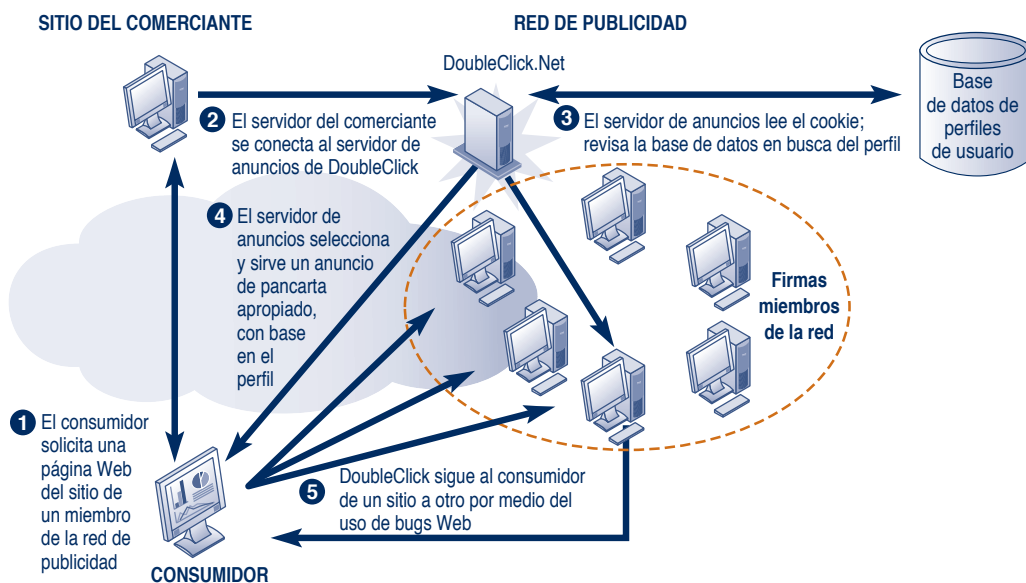 SITIO DEL COMERCIANTE
RED DE PUBLICIDAD
DoubleClick.Net
Base
de datos de
perfiles
de usuario
2 El servidor del comerciante
se conecta al servidor de
anuncios de DoubleClick
3 El servidor de anuncios lee el cookie;
revisa la base de datos en busca del perfil
4 El servidor de
anuncios selecciona
y sirve un anuncio
de pancarta
apropiado,
con base
en el
perfil
Firmas
miembros
de la red
1 El consumidor
solicita una
página Web
del sitio de
un miembro
de la red de
publicidad
5 DoubleClick sigue al consumidor
de un sitio a otro por medio del
uso de bugs Web
CONSUMIDOR